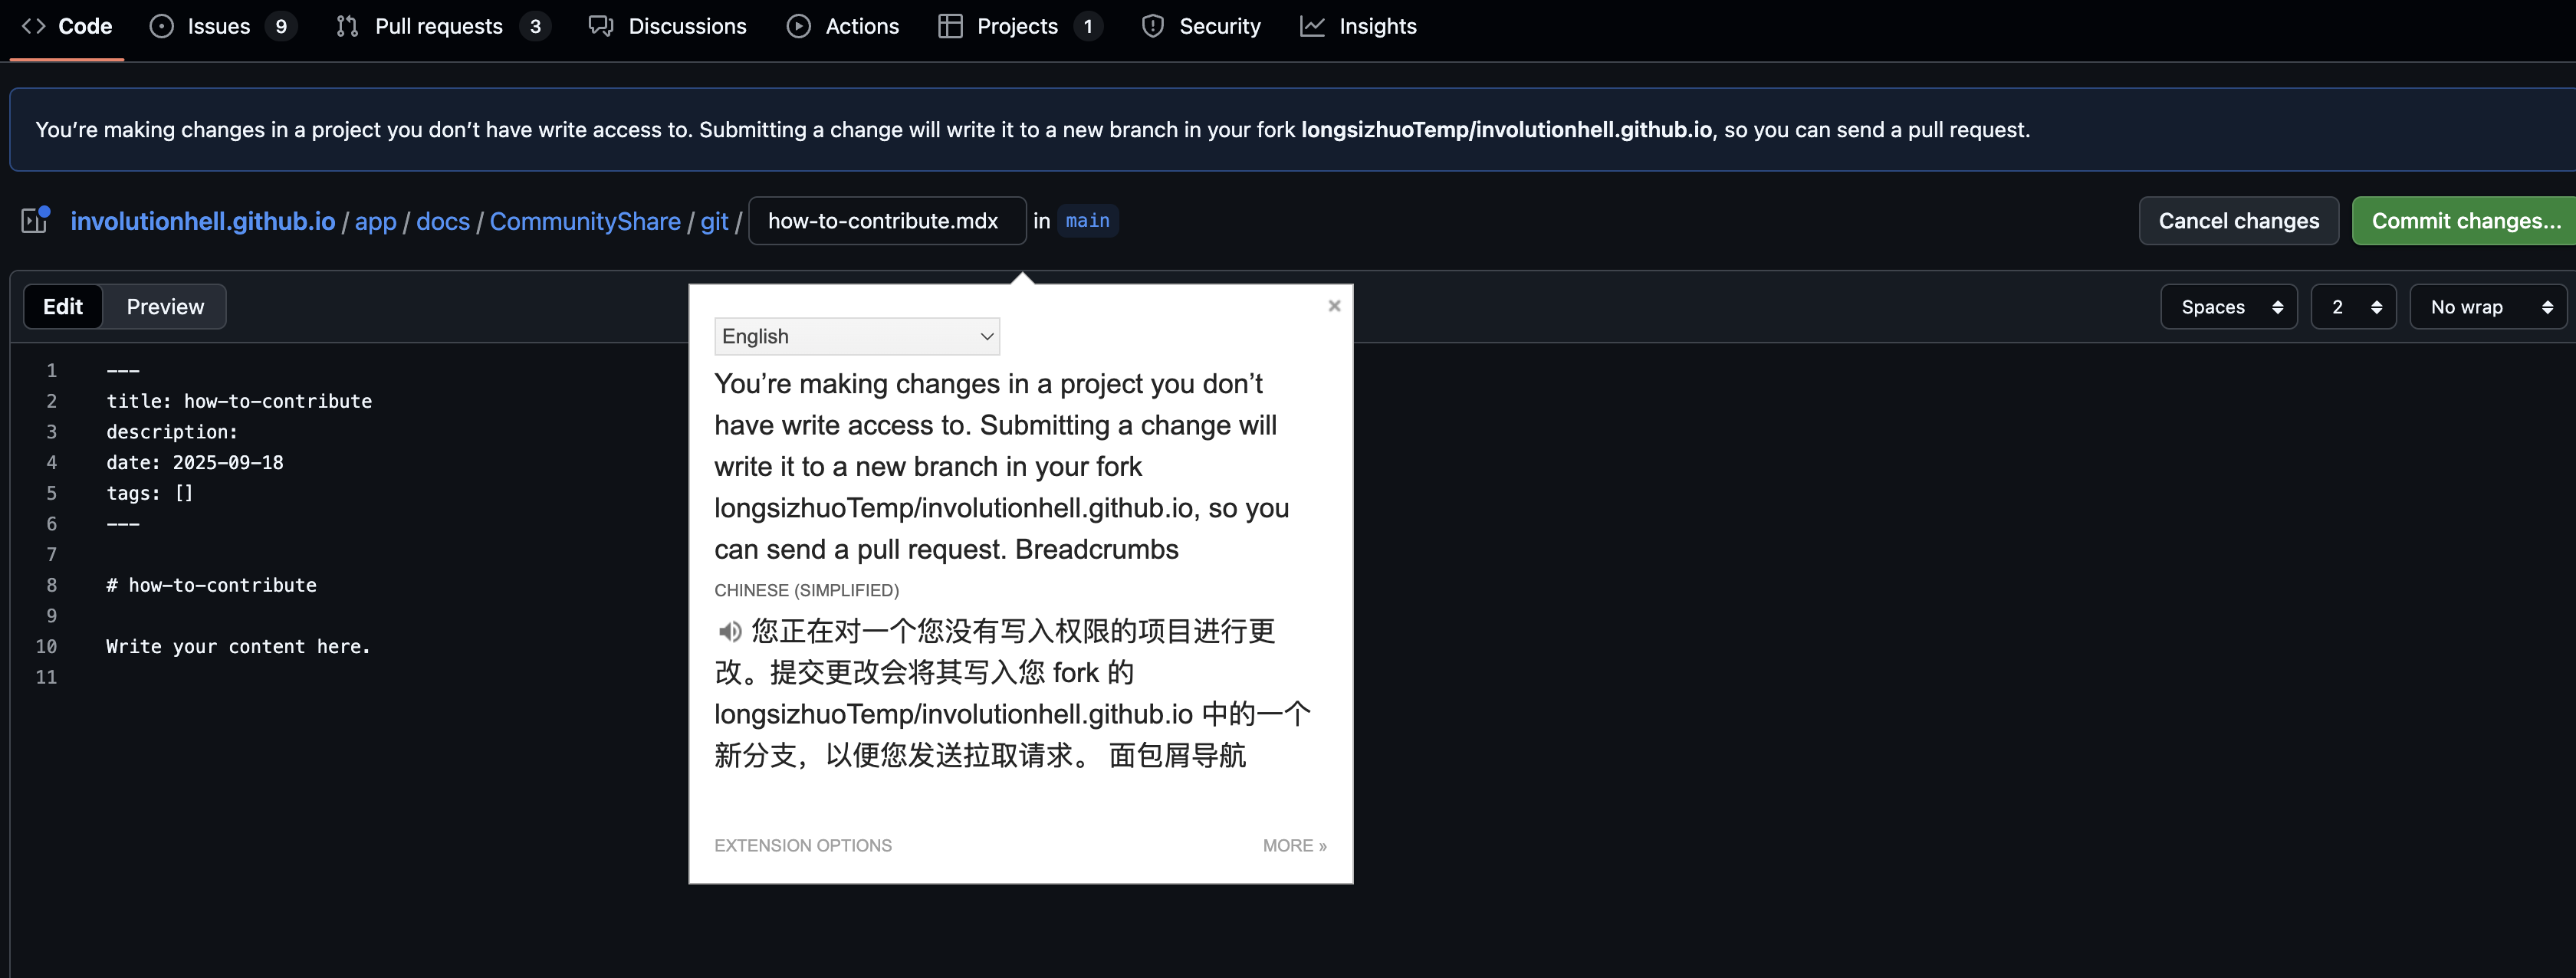 Code Issues 9 Pull requests 3 Discussions Actions Projects 1 Security Insights
You’re making changes in a project you don’t have write access to. Submitting a change will write it to a new branch in your fork longsizhuoTemp/involutionhell.github.io, so you can send a pull request.
involutionhell.github.io / app / docs / CommunityShare / git / how-to-contribute.mdx in main Cancel changes Commit changes...
Edit Preview Spaces 2 No wrap
1 ---
2 title: how-to-contribute
3 description:
4 date: 2025-09-18
5 tags: []
6 ---
7
8 # how-to-contribute
9
10 Write your content here.
11
English
You’re making changes in a project you don’t
have write access to. Submitting a change will
write it to a new branch in your fork
longsizhuoTemp/involutionhell.github.io, so you
can send a pull request. Breadcrumbs
CHINESE (SIMPLIFIED)
您正在对一个您没有写入权限的项目进行更
改。提交更改会将其写入您 fork 的
longsizhuoTemp/involutionhell.github.io 中的一个
新分支，以便您发送拉取请求。 面包屑导航
EXTENSION OPTIONS MORE »